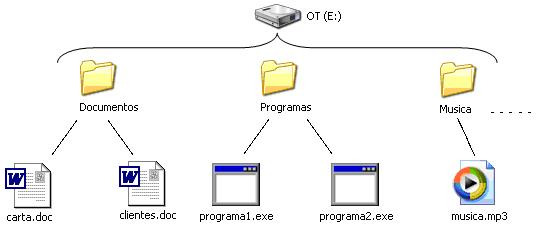 OT (E:)
Documentos
Programas
Musica
carta.doc
clientes.doc
programa1.exe
programa2.exe
musica.mp3